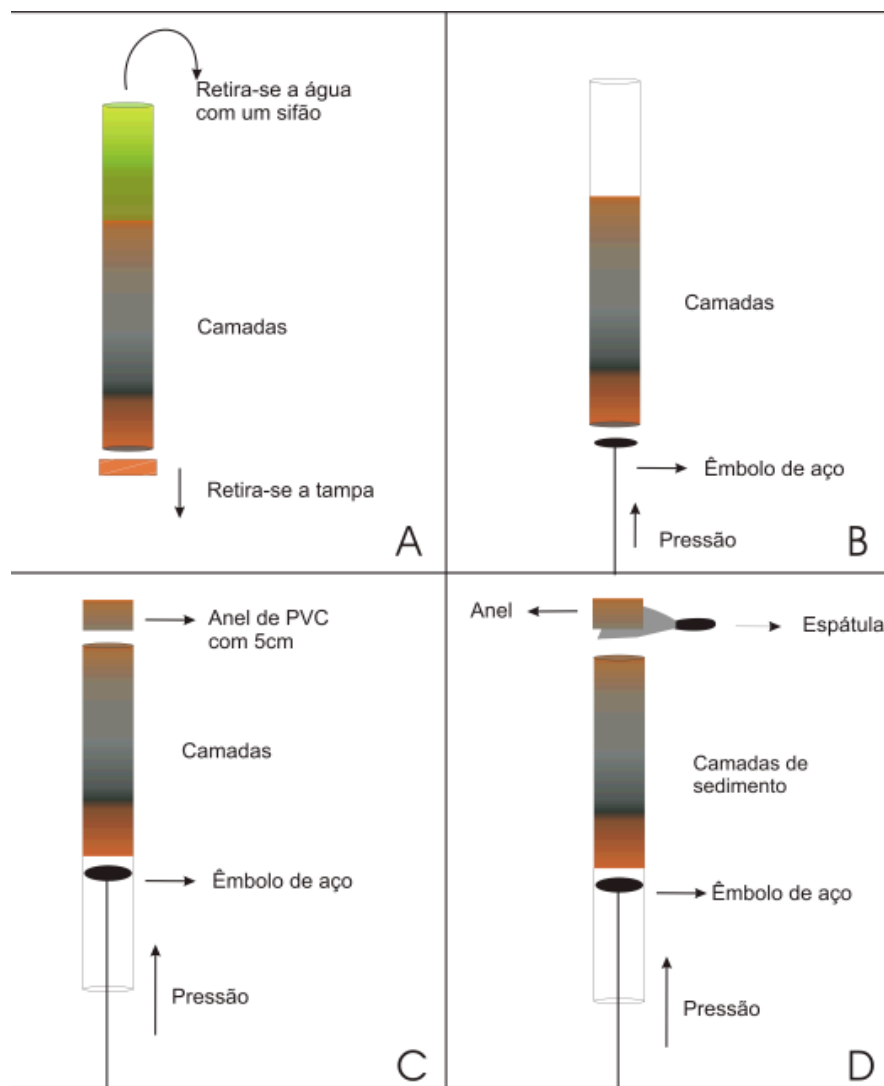 Retira-se a água
com um sifão
Camadas
Retira-se a tampa
A
Camadas
Êmbolo de aço
Pressão
B
Anel de PVC
com 5cm
Camadas
Êmbolo de aço
Pressão
C
Anel
Espátula
Camadas de
sedimento
Êmbolo de aço
Pressão
D